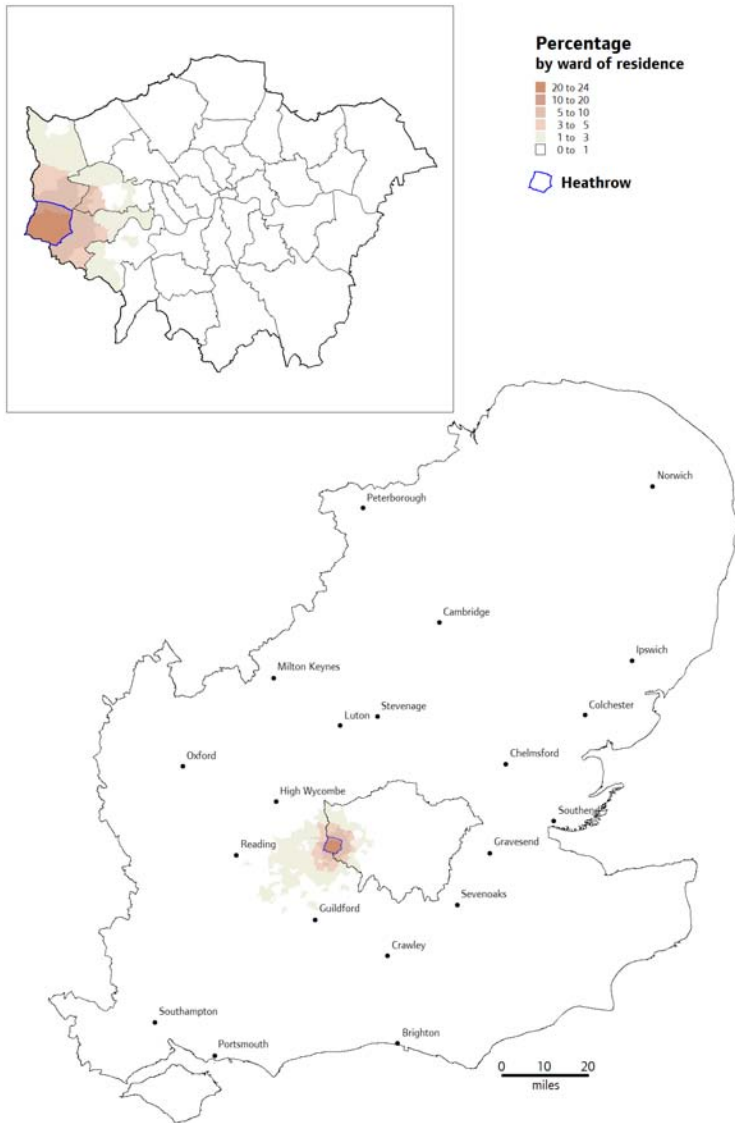 Percentage
by ward of residence
20 to 24
10 to 20
5 to 10
3 to 5
1 to 3
0 to 1
Heathrow
Norwich
Peterborough
Cambridge
Ipswich
Milton Keynes
Stevenage
Colchester
Luton
Oxford
Chelmsford
High Wycombe
Southend
Reading
Gravesend
Sevenoaks
Guildford
Crawley
Southampton
Brighton
Portsmouth
0 10 20
miles